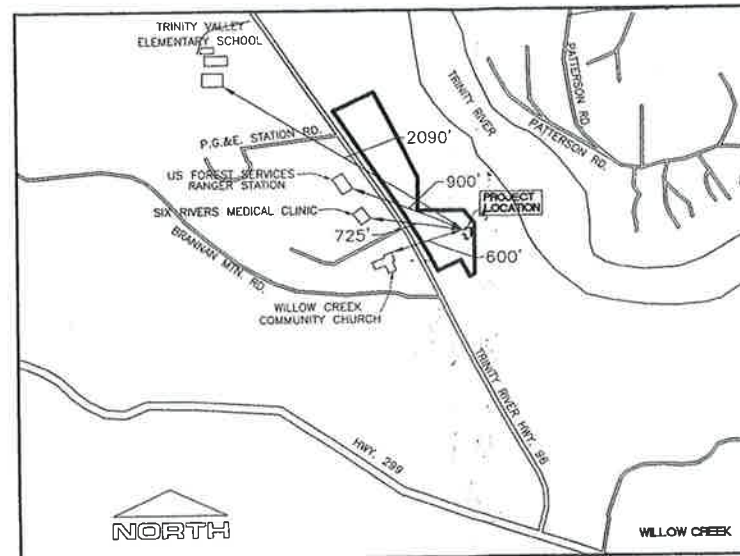 TRINITY VALLEY
ELEMENTARY SCHOOL
P.G.&E. STATION RD.
US FOREST SERVICES
RANGER STATION
SIX RIVERS MEDICAL CLINIC
BRANNAN MTN. RD.
725'
WILLOW CREEK
COMMUNITY CHURCH
2090'
900'
PROJECT
LOCATION
600'
TRINITY RIVER
PATTERSON RD.
PATTERSON RD.
TRINITY RIVER HWY. 96
HWY. 299
NORTH
WILLOW CREEK